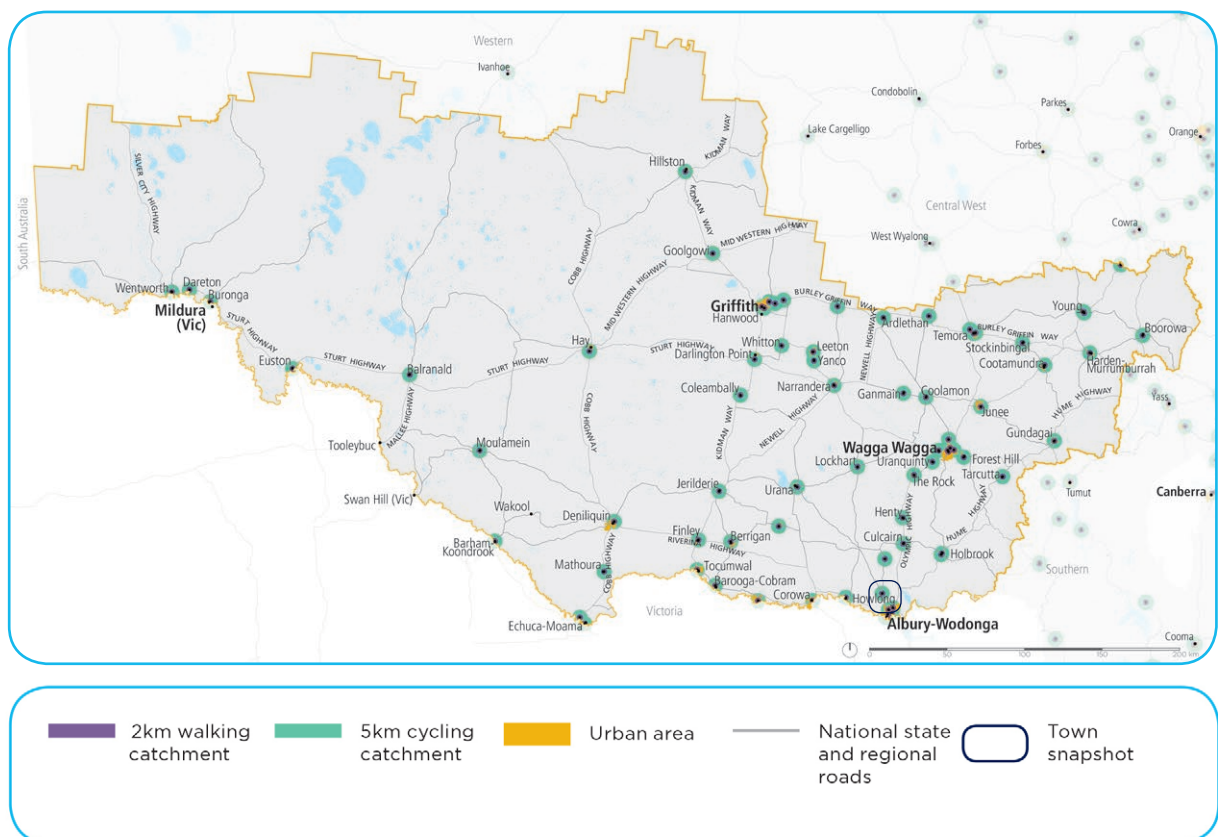 Western
Ivanhoe
Condobolin
Parkes
Lake Cargelligo
Orange
Forbes
KIDMAN WAY
Hillston
SILVER CITY HIGHWAY
South Australia
KIDMAN WAY
Central West
Cowra
West Wyalong
MID WESTERN HIGHWAY
Goolgowi
COBB HIGHWAY
MID WESTERN HIGHWAY
Wentworth
Dareton
Buronga
Mildura
(Vic)
Griffith
Hanwood
BURLEY GRIFFIN WAY
Ardlethan
Young
Temora
BURLEY GRIFFIN WAY
Boorowa
STURT HIGHWAY
Hay
STURT HIGHWAY
Whitton
Leeton
Darlington Point
Yanco
NEWELL HIGHWAY
Stockinbingal
Cootamundra
Harden-
Murrumburrah
Euston
STURT HIGHWAY
Balranald
STURT HIGHWAY
Coleambally
Narrandera
Ganmain
Coolamon
Junee
HUME HIGHWAY
Yass
MALLEE HIGHWAY
COBB HIGHWAY
KIDMAN WAY
NEWELL HIGHWAY
Gundagai
Tooleybuc
Moulamein
Wagga Wagga
Lockhart
Uranquinty
Forest Hill
Tarcutta
The Rock
Swan Hill (Vic)
Jerilderie
Urana
Tumut
Canberra
Wakool
Deniliquin
Henty
HUME HIGHWAY
Barham
Koondrook
Finley
Berrigan
RIVERINA HIGHWAY
Culcairn
OLYMPIC HIGHWAY
HUME HIGHWAY
Holbrook
Mathoura
COBB HIGHWAY
Tocumwal
Barooga-Cobram
Southern
Victoria
Corowa
Howlong
Echuca-Moama
Albury-Wodonga
Cooma
0 50 100 150 200 km
2km walking
catchment
5km cycling
catchment
Urban area
National state
and regional
roads
Town
snapshot